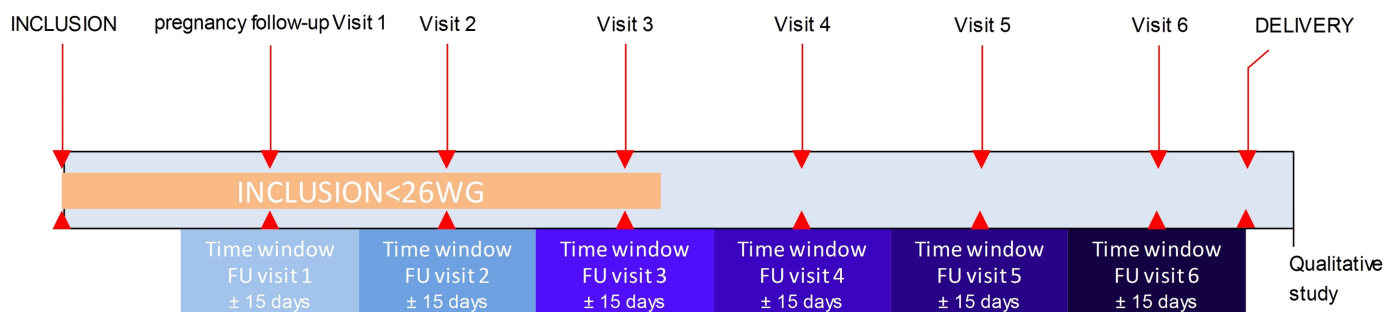 INCLUSION
pregnancy follow-up Visit 1
Visit 2
Visit 3
Visit 4
Visit 5
Visit 6
DELIVERY
INCLUSION<26WG
Time window
FU visit 1
± 15 days
Time window
FU visit 2
± 15 days
Time window
FU visit 3
± 15 days
Time window
FU visit 4
± 15 days
Time window
FU visit 5
± 15 days
Time window
FU visit 6
± 15 days
Qualitative
study